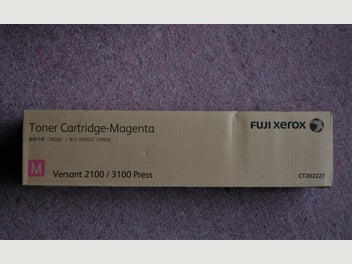 Toner Cartridge-Magenta
FUJI xerox
M
Versant 2100 / 3100 Press
CT202227